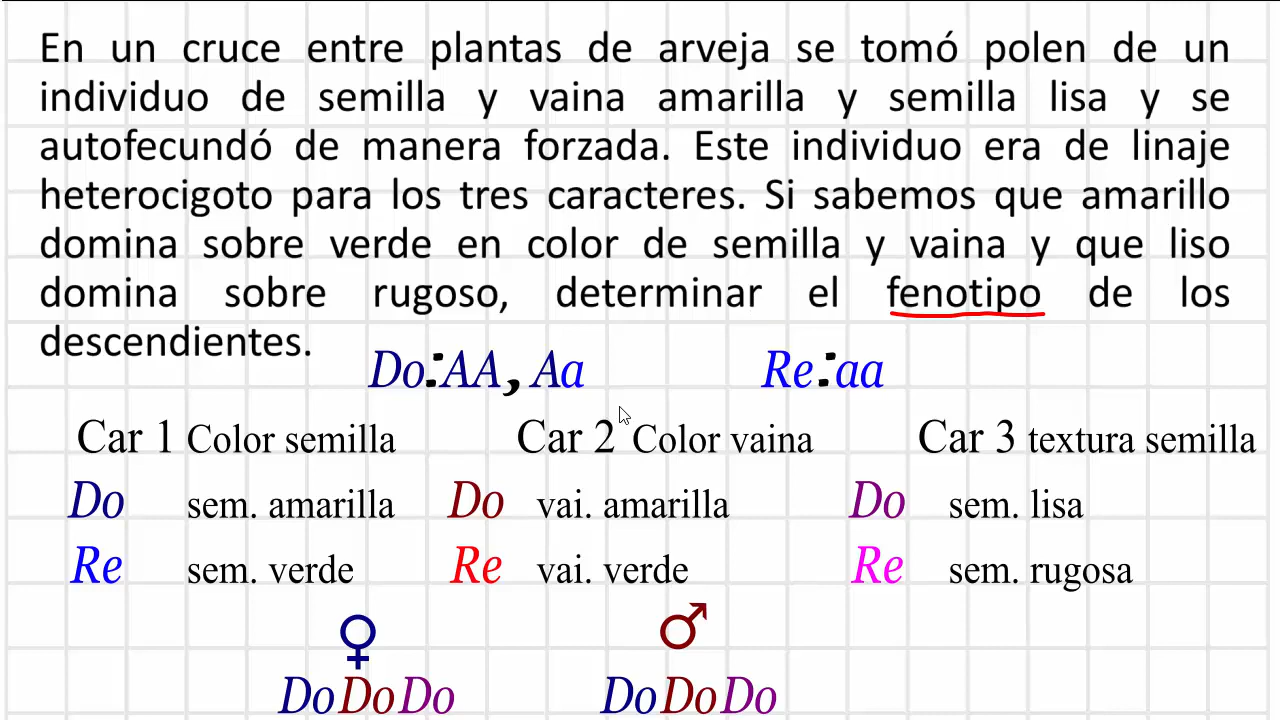 En un cruce entre plantas de arveja se tomó polen de un
individuo de semilla y vaina amarilla y semilla lisa y se
autofecundó de manera forzada. Este individuo era de linaje
heterocigoto para los tres caracteres. Si sabemos que amarillo
domina sobre verde en color de semilla y vaina y que liso
domina sobre rugoso, determinar el fenotipo de los
descendientes.
Do:AA, Aa Re:aa
Car 1 Color semilla Car 2 Color vaina Car 3 textura semilla
Do sem. amarilla Do vai. amarilla Do sem. lisa
Re sem. verde Re vai. verde Re sem. rugosa
♀ ♂
DoDoDo DoDoDo